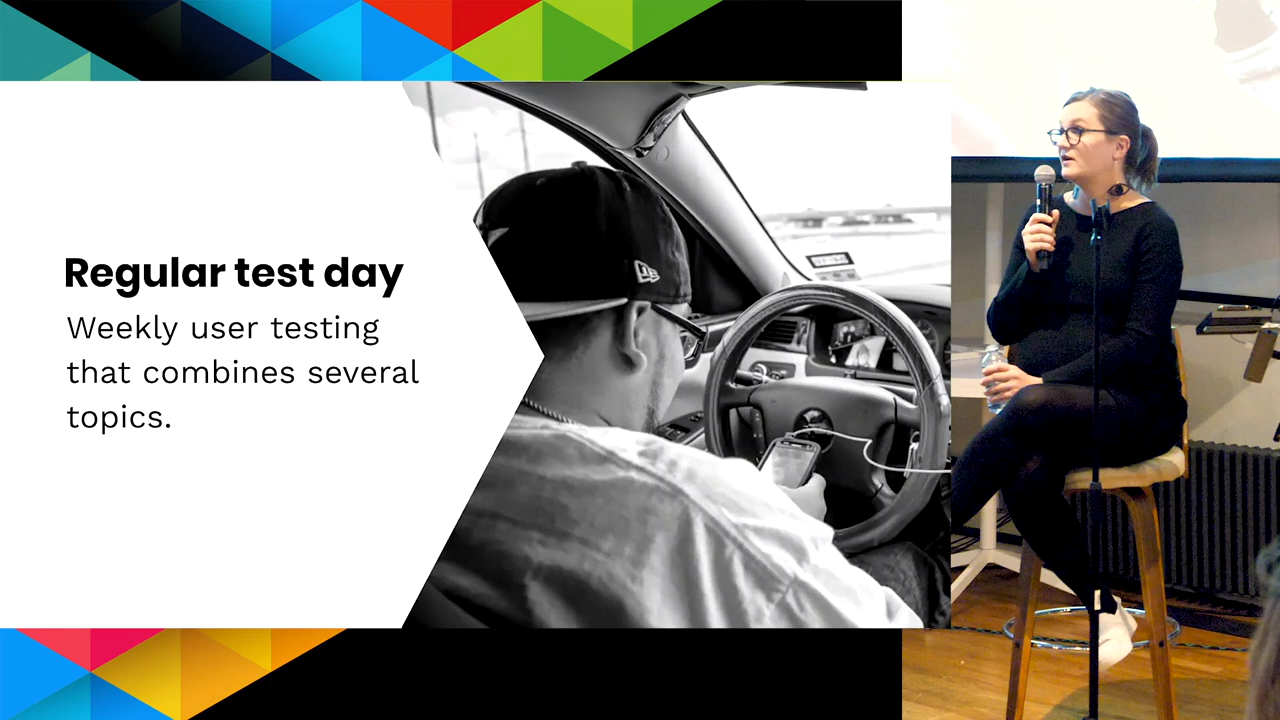 Regular test day
Weekly user testing
that combines several
topics.